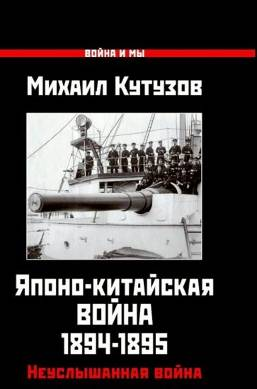 ВОЙНА И МЫ
Михаил Кутузов
Японо-китайская
ВОЙНА
1894-1895
Неуслышанная война